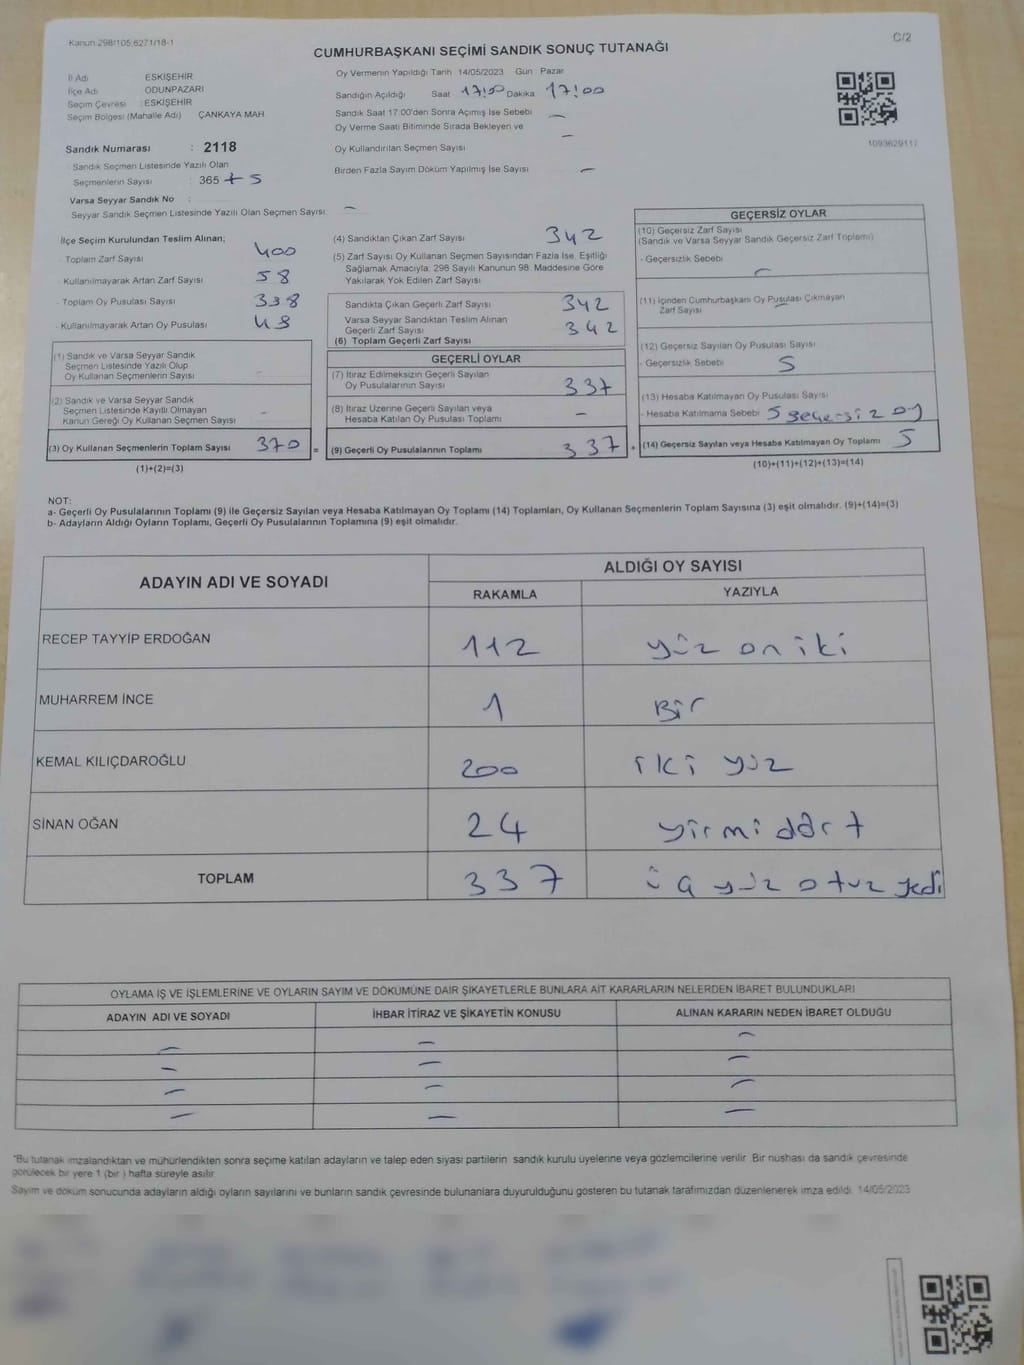 Kanun 298/105,6271/18-1
C/2
CUMHURBAŞKANI SEÇİMİ SANDIK SONUÇ TUTANAĞI
İl Adı ESKİŞEHİR
İlçe Adı ODUNPAZARI
Seçim Çevresi : ESKİŞEHİR
Seçim Bölgesi (Mahalle Adı) ÇANKAYA MAH.
Sandık Numarası : 2118
Sandık Seçmen Listesinde Yazılı Olan
Seçmenlerin Sayısı : 365 + 5
Varsa Seyyar Sandık No :
Seyyar Sandık Seçmen Listesinde Yazılı Olan Seçmen Sayısı: –
Oy Vermenin Yapıldığı Tarih 14/05/2023 Gün Pazar
Sandığın Açıldığı Saat 17:00 Dakika 17:00
Sandık Saat 17:00'den Sonra Açımış İse Sebebi –
Oy Verme Saati Bitiminde Sırada Bekleyen ve –
Oy Kullandırılan Seçmen Sayısı
Birden Fazla Sayım Döküm Yapılmış İse Sayısı –
1093629117
İlçe Seçim Kurulundan Teslim Alınan;
- Toplam Zarf Sayısı 400
- Kullanılmayarak Artan Zarf Sayısı 58
- Toplam Oy Pusulası Sayısı 338
- Kullanılmayarak Artan Oy Pusulası 48
(1) Sandık ve Varsa Seyyar Sandık
Seçmen Listesinde Yazılı Olup
Oy Kullanan Seçmenlerin Sayısı
(2) Sandık ve Varsa Seyyar Sandık
Seçmen Listesinde Kayıtlı Olmayan
Kanun Gereği Oy Kullanan Seçmen Sayısı -
(3) Oy Kullanan Seçmenlerin Toplam Sayısı 370 =
(1)+(2)=(3)
(4) Sandıktan Çıkan Zarf Sayısı 342
(5) Zarf Sayısı Oy Kullanan Seçmen Sayısından Fazla İse, Eşitliği
Sağlamak Amacıyla, 298 Sayılı Kanunun 98. Maddesine Göre
Yakılarak Yok Edilen Zarf Sayısı
Sandıkta Çıkan Geçerli Zarf Sayısı 342
Varsa Seyyar Sandıktan Teslim Alınan
Geçerli Zarf Sayısı 342
(6) Toplam Geçerli Zarf Sayısı
GEÇERLİ OYLAR
(7) İtiraz Edilmeksizin Geçerli Sayılan
Oy Pusulalarının Sayısı 337
(8) İtiraz Üzerine Geçerli Sayılan veya
Hesaba Katılan Oy Pusulası Toplamı –
(9) Geçerli Oy Pusulalarının Toplamı 337 +
GEÇERSİZ OYLAR
(10) Geçersiz Zarf Sayısı
(Sandık ve Varsa Seyyar Sandık Geçersiz Zarf Toplamı)
- Geçersizlik Sebebi –
(11) İçinden Cumhurbaşkanı Oy Pusulası Çıkmayan
Zarf Sayısı –
(12) Geçersiz Sayılan Oy Pusulası Sayısı
- Geçersizlik Sebebi 5
(13) Hesaba Katılmayan Oy Pusulası Sayısı
- Hesaba Katılmama Sebebi 5 geçersiz oy
(14) Geçersiz Sayılan veya Hesaba Katılmayan Oy Toplamı 5
(10)+(11)+(12)+(13)=(14)
NOT:
a- Geçerli Oy Pusulalarının Toplamı (9) ile Geçersiz Sayılan veya Hesaba Katılmayan Oy Toplamı (14) Toplamları, Oy Kullanan Seçmenlerin Toplam Sayısına (3) eşit olmalıdır. (9)+(14)=(3)
b- Adayların Aldığı Oyların Toplamı, Geçerli Oy Pusulalarının Toplamına (9) eşit olmalıdır.
ADAYIN ADI VE SOYADI ALDIĞI OY SAYISI
RAKAMLA YAZIYLA
RECEP TAYYİP ERDOĞAN 112 yüz on iki
MUHARREM İNCE 1 Bir
KEMAL KILIÇDAROĞLU 200 iki yüz
SİNAN OĞAN 24 yirmi dört
TOPLAM 337 üç yüz otuz yedi
OYLAMA İŞ VE İŞLEMLERİNE VE OYLARIN SAYIM VE DÖKÜMÜNE DAİR ŞİKAYETLERLE BUNLARA AİT KARARLARIN NELERDEN İBARET BULUNDUKLARI
ADAYIN ADI VE SOYADI İHBAR İTİRAZ VE ŞİKAYETİN KONUSU ALINAN KARARIN NEDEN İBARET OLDUĞU
– – –
– – –
– – –
– – –
"Bu tutanak imzalandıktan ve mühürlendikten sonra seçime katılan adayların ve talep eden siyasi partilerin sandık kurulu üyelerine veya gözlemcilerine verilir. Bir nüshası da sandık çevresinde
görülecek bir yere 1 (bir ) hafta süreyle asılır.
Sayım ve döküm sonucunda adayların aldığı oyların sayılarını ve bunların sandık çevresinde bulunanlara duyurulduğunu gösteren bu tutanak tarafımızdan düzenlenerek imza edildi. 14/05/2023